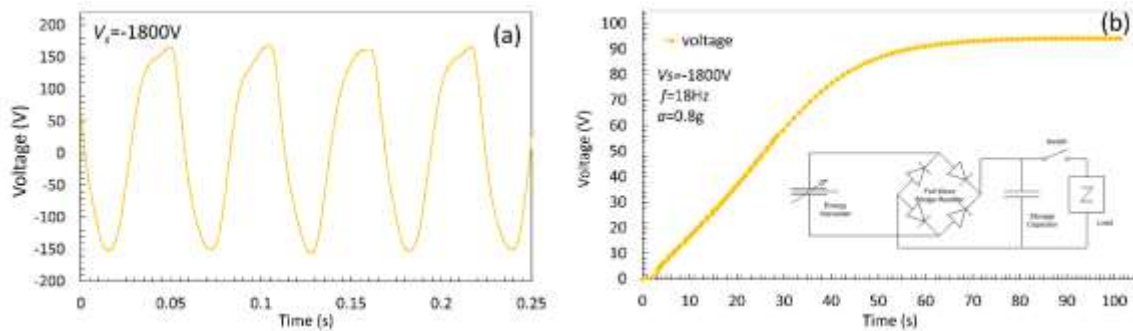 Vs=-1800V
(a)
200
150
100
50
0
-50
-100
-150
-200
Voltage (V)
0
0.05
0.1
0.15
0.2
0.25
Time (s)
(b)
100
90
80
70
60
50
40
30
20
10
0
Voltage (V)
voltage
Vs=-1800V
f=18Hz
a=0.8g
Energy
Full Wave
Bridge Rectifier
Storage
Capacitor
Switch
Z
Load
0
10
20
30
40
50
60
70
80
90
100
Time (s)